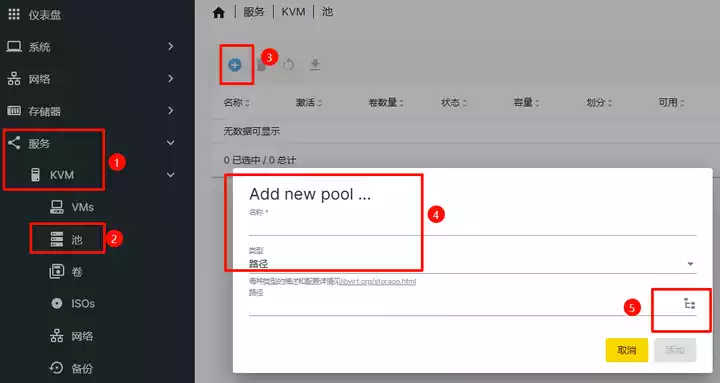 仪表盘
系统
网络
存储器
服务
KVM
VMs
池
卷
ISOs
网络
备份
1
2
| 服务 | KVM | 池
3
名称 激活 卷数量 状态 容量 划分 可用
无数据可显示
0 已选中 / 0 总计
Add new pool ...
名称 *
4
类型
路径
每种类型的描述和配置详情见libvirt.org/storage.html
路径
5
取消 添加